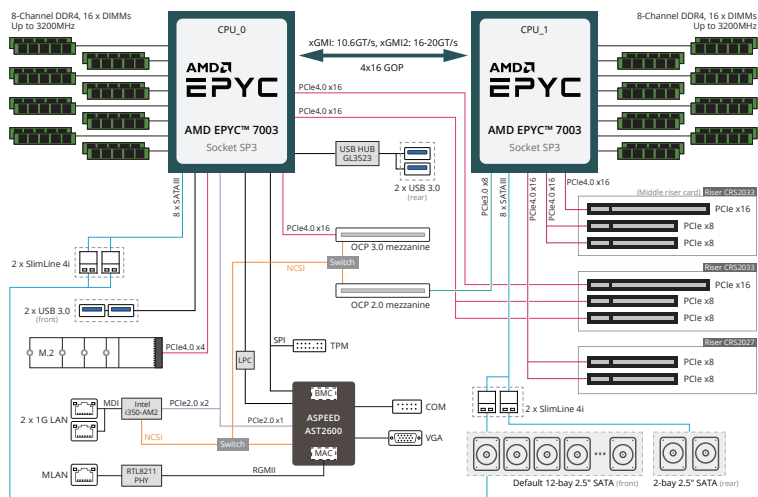 8-Channel DDR4, 16 x DIMMs
Up to 3200MHz
CPU_0
AMD
EPYC
AMD EPYC™ 7003
Socket SP3
xGMI: 10.6GT/s, xGMI2: 16-20GT/s
4x16 GOP
PCIe4.0 x16
PCIe4.0 x16
CPU_1
AMD
EPYC
AMD EPYC™ 7003
Socket SP3
8-Channel DDR4, 16 x DIMMs
Up to 3200MHz
USB HUB
GL3523
2 x USB 3.0
(rear)
8 x SATA III
PCIe4.0 x16
OCP 3.0 mezzanine
Switch
NCSI
OCP 2.0 mezzanine
PCIe3.0 x8
8 x SATA III
PCIe4.0 x16
PCIe4.0 x16
PCIe4.0 x16
(Middle riser card) Riser CRS2033
PCIe x16
PCIe x8
PCIe x8
Riser CRS2033
PCIe x16
PCIe x8
PCIe x8
Riser CRS2027
PCIe x8
PCIe x8
2 x SlimLine 4i
2 x USB 3.0
(front)
M.2
PCIe4.0 x4
SPI
TPM
LPC
2 x 1G LAN
MDI
Intel
i350-AM2
PCIe2.0 x2
NCSI
PCIe2.0 x1
Switch
BMC
ASPEED
AST2600
MAC
COM
VGA
MLAN
RTL8211
PHY
RGMII
2 x SlimLine 4i
Default 12-bay 2.5" SATA (front)
2-bay 2.5" SATA (rear)